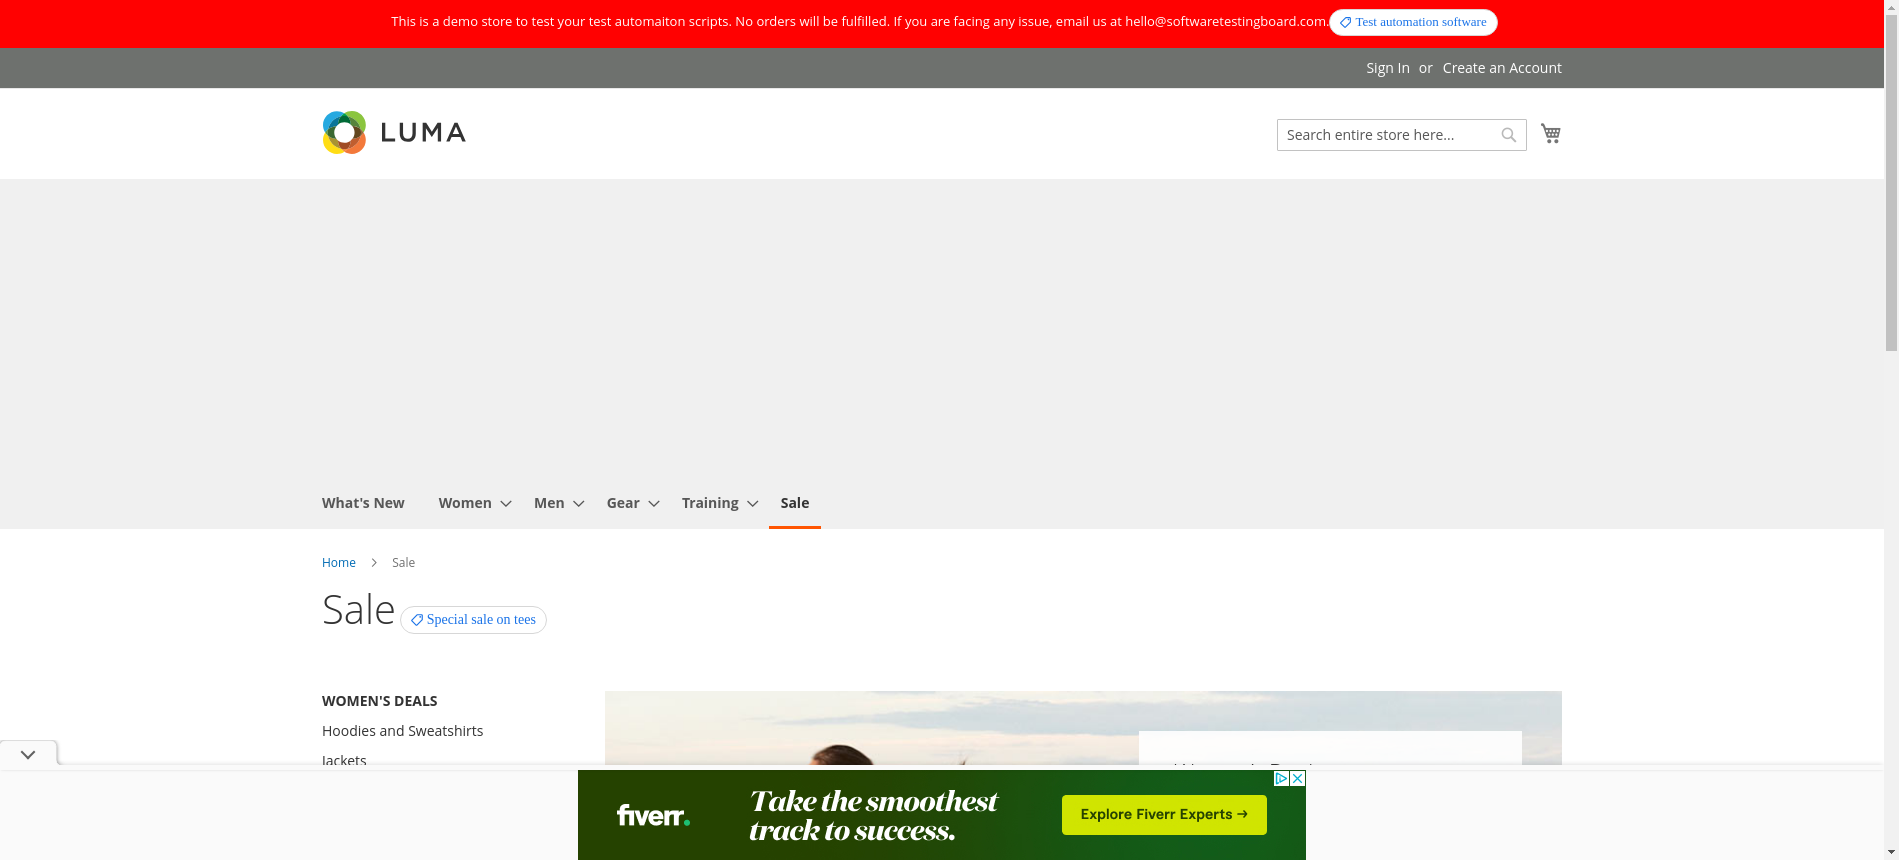 This is a demo store to test your test automaiton scripts. No orders will be fulfilled. If you are facing any issue, email us at hello@softwaretestingboard.com.
Test automation software
Sign In or Create an Account
LUMA
Search entire store here...
What's New
Women
Men
Gear
Training
Sale
Home
Sale
Sale
Special sale on tees
WOMEN'S DEALS
Hoodies and Sweatshirts
Jackets
fiverr.
Take the smoothest
track to success.
Explore Fiverr Experts →